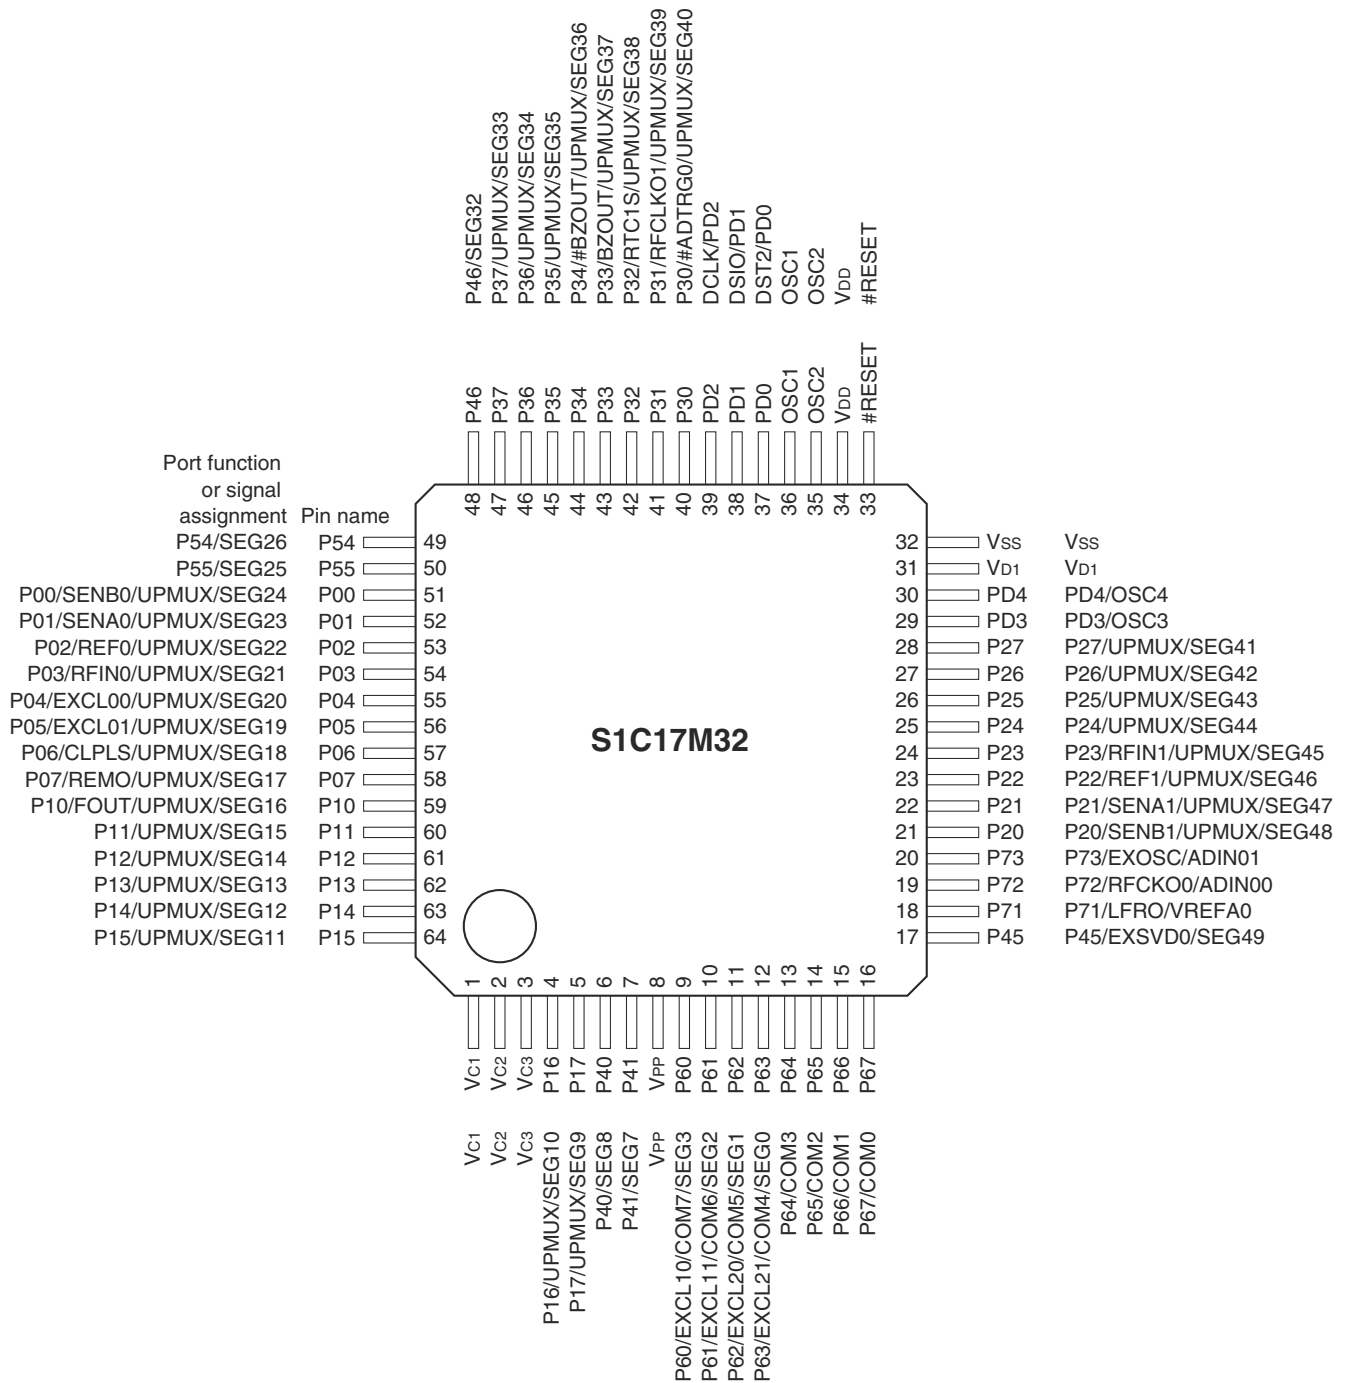 P46/SEG32
P37/UPMUX/SEG33
P36/UPMUX/SEG34
P35/UPMUX/SEG35
P34/#BZOUT/UPMUX/SEG36
P33/BZOUT/UPMUX/SEG37
P32/RTC1S/UPMUX/SEG38
P31/RFCLKO1/UPMUX/SEG39
P30/#ADTRG0/UPMUX/SEG40
DCLK/PD2
DSIO/PD1
DST2/PD0
OSC1
OSC2
VDD
#RESET
P46
P37
P36
P35
P34
P33
P32
P31
P30
PD2
PD1
PD0
OSC1
OSC2
VDD
#RESET
48
47
46
45
44
43
42
41
40
39
38
37
36
35
34
33
Port function
or signal
assignment Pin name
P54/SEG26 P54 49
P55/SEG25 P55 50
P00/SENB0/UPMUX/SEG24 P00 51
P01/SENA0/UPMUX/SEG23 P01 52
P02/REF0/UPMUX/SEG22 P02 53
P03/RFIN0/UPMUX/SEG21 P03 54
P04/EXCL00/UPMUX/SEG20 P04 55
P05/EXCL01/UPMUX/SEG19 P05 56
P06/CLPLS/UPMUX/SEG18 P06 57
P07/REMO/UPMUX/SEG17 P07 58
P10/FOUT/UPMUX/SEG16 P10 59
P11/UPMUX/SEG15 P11 60
P12/UPMUX/SEG14 P12 61
P13/UPMUX/SEG13 P13 62
P14/UPMUX/SEG12 P14 63
P15/UPMUX/SEG11 P15 64
S1C17M32
32 VSS VSS
31 VD1 VD1
30 PD4 PD4/OSC4
29 PD3 PD3/OSC3
28 P27 P27/UPMUX/SEG41
27 P26 P26/UPMUX/SEG42
26 P25 P25/UPMUX/SEG43
25 P24 P24/UPMUX/SEG44
24 P23 P23/RFIN1/UPMUX/SEG45
23 P22 P22/REF1/UPMUX/SEG46
22 P21 P21/SENA1/UPMUX/SEG47
21 P20 P20/SENB1/UPMUX/SEG48
20 P73 P73/EXOSC/ADIN01
19 P72 P72/RFCKO0/ADIN00
18 P71 P71/LFRO/VREFA0
17 P45 P45/EXSVD0/SEG49
1
2
3
4
5
6
7
8
9
10
11
12
13
14
15
16
VC1
VC2
VC3
P16
P17
P40
P41
VPP
P60
P61
P62
P63
P64
P65
P66
P67
VC1
VC2
VC3
P16/UPMUX/SEG10
P17/UPMUX/SEG9
P40/SEG8
P41/SEG7
VPP
P60/EXCL10/COM7/SEG3
P61/EXCL11/COM6/SEG2
P62/EXCL20/COM5/SEG1
P63/EXCL21/COM4/SEG0
P64/COM3
P65/COM2
P66/COM1
P67/COM0